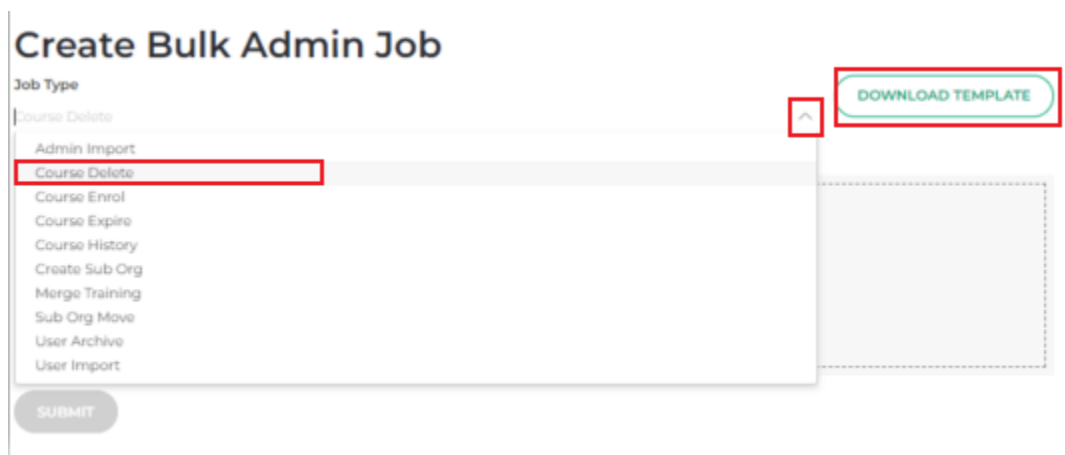 Create Bulk Admin Job
Job Type
DOWNLOAD TEMPLATE
Course Delete
Admin Import
Course Delete
Course Enrol
Course Expire
Course History
Create Sub Org
Merge Training
Sub Org Move
User Archive
User Import
SUBMIT